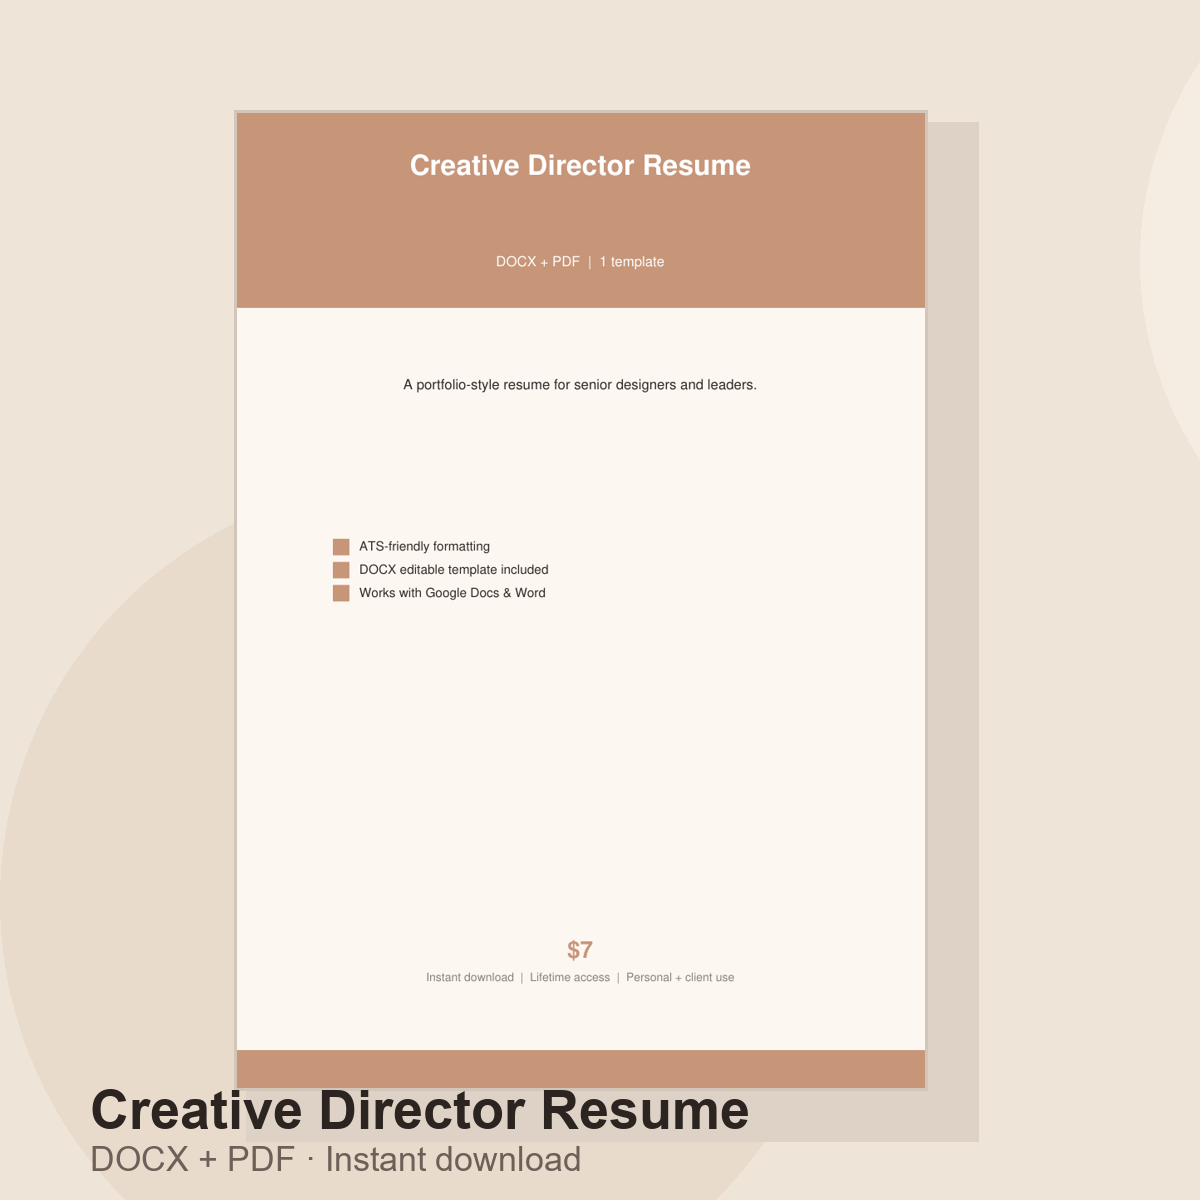 Creative Director Resume
DOCX + PDF | 1 template
A portfolio-style resume for senior designers and leaders.
ATS-friendly formatting
DOCX editable template included
Works with Google Docs & Word
$7
Instant download | Lifetime access | Personal + client use
Creative Director Resume
DOCX + PDF · Instant download